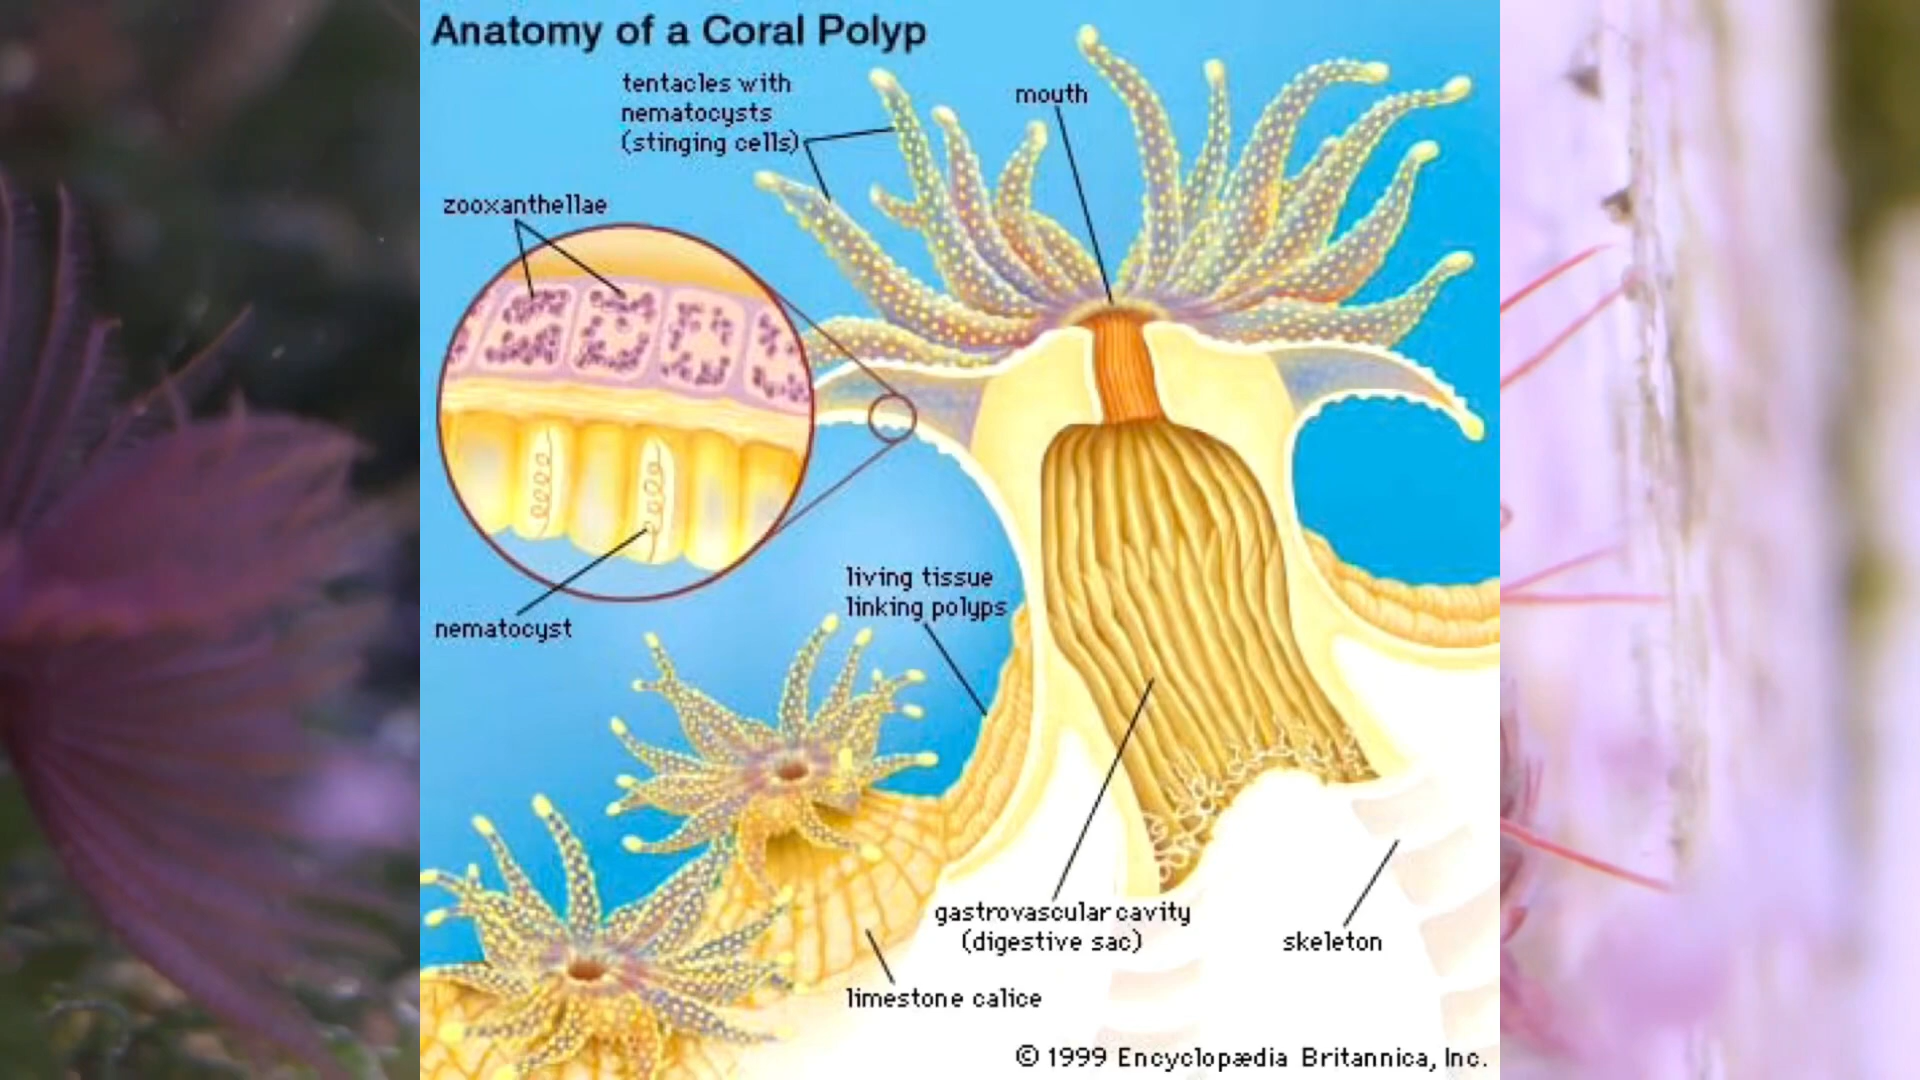 Anatomy of a Coral Polyp
tentacles with
nematocysts
(stinging cells)
mouth
zooxanthellae
nematocyst
living tissue
linking polyps
gastrovascular cavity
(digestive sac)
skeleton
limestone calice
© 1999 Encyclopædia Britannica, Inc.